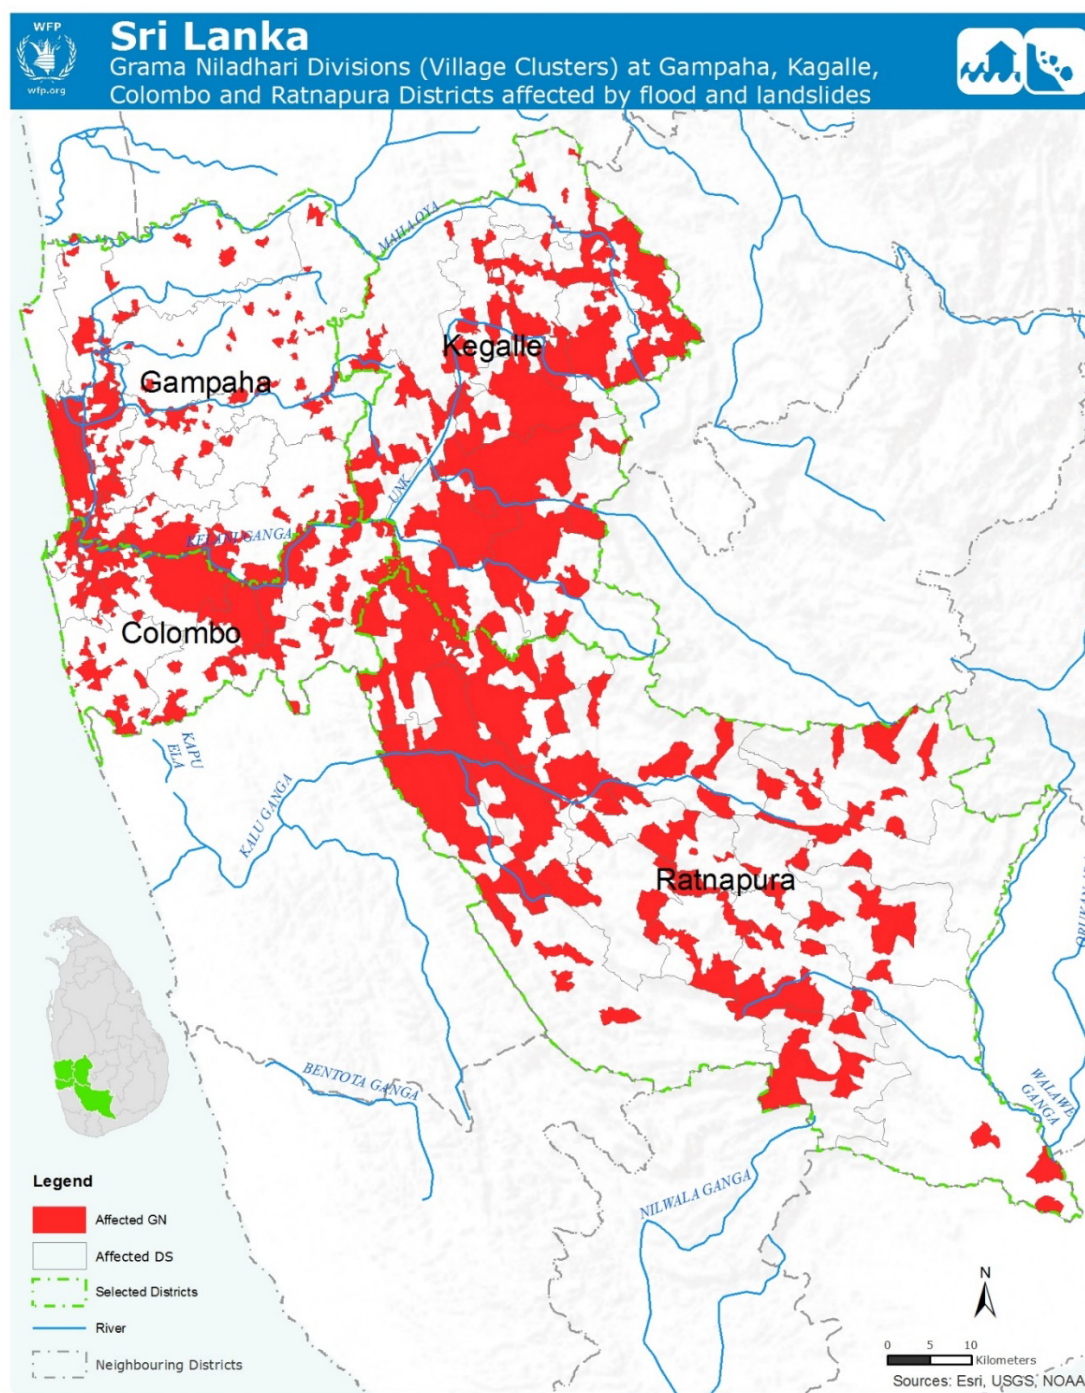 WFP
wfp.org
Sri Lanka
Grama Niladhari Divisions (Village Clusters) at Gampaha, Kagalle,
Colombo and Ratnapura Districts affected by flood and landslides
MAHA OYA
Kegalle
Gampaha
UNK
KELANI GANGA
Colombo
KAPU
ELA
KALU GANGA
Ratnapura
BENTOTA GANGA
WALAWE
GANGA
NILWALA GANGA
Legend
Affected GN
Affected DS
Selected Districts
River
Neighbouring Districts
N
0 5 10
Kilometers
Sources: Esri, USGS, NOAA